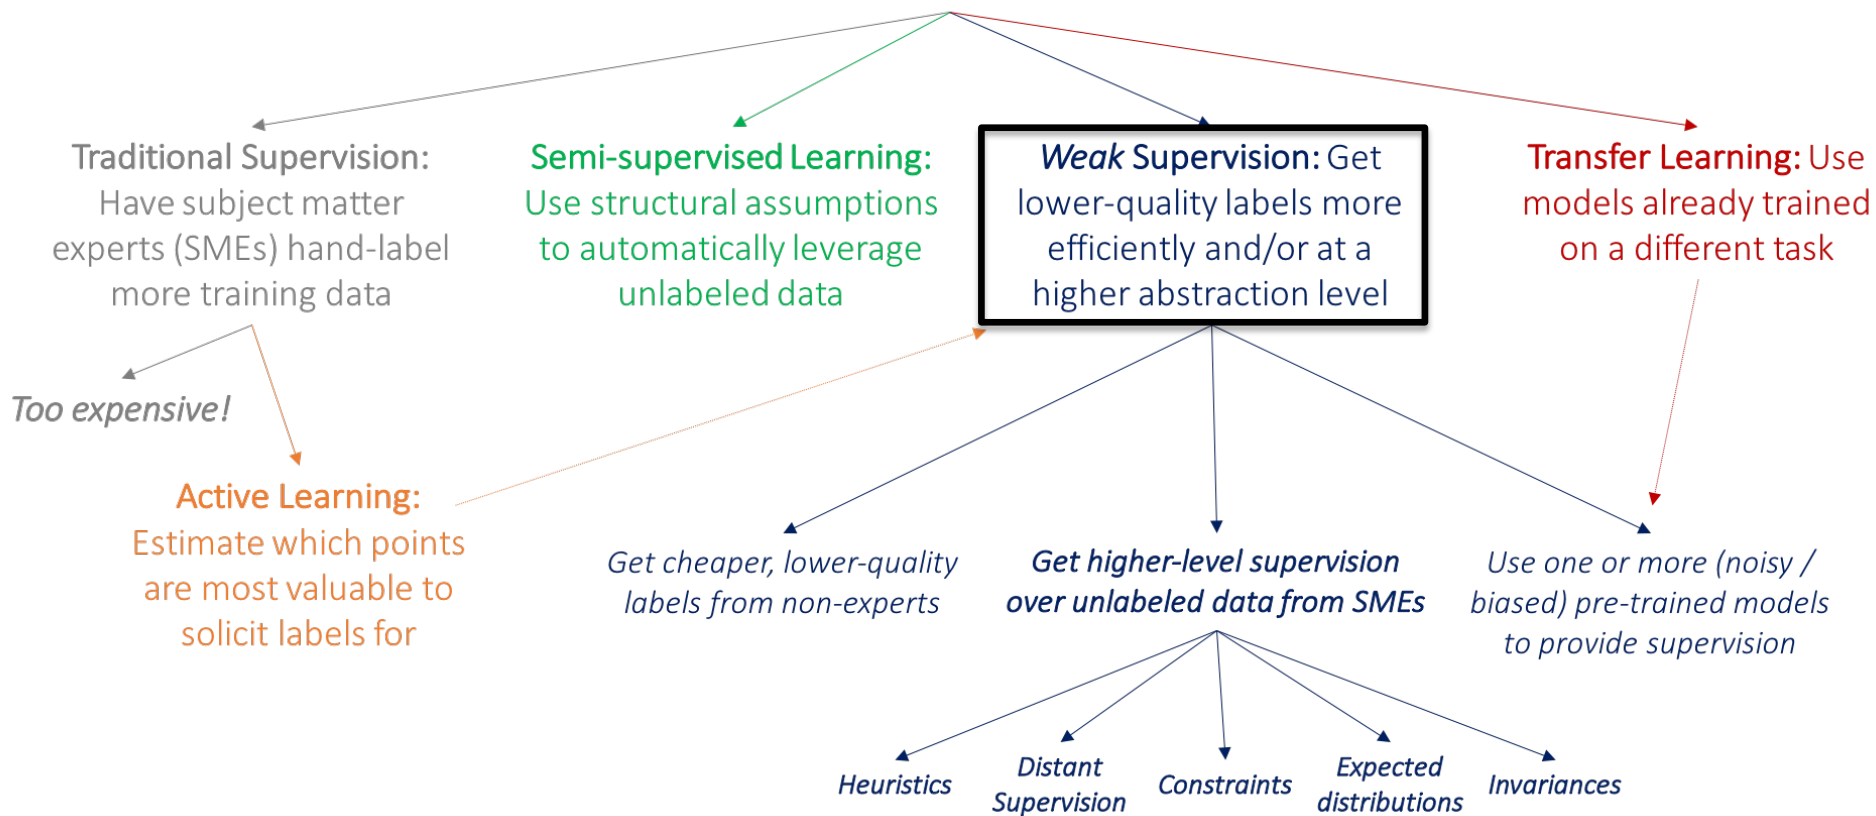 Traditional Supervision:
Have subject matter
experts (SMEs) hand-label
more training data
Semi-supervised Learning:
Use structural assumptions
to automatically leverage
unlabeled data
Weak Supervision: Get
lower-quality labels more
efficiently and/or at a
higher abstraction level
Transfer Learning: Use
models already trained
on a different task
Too expensive!
Active Learning:
Estimate which points
are most valuable to
solicit labels for
Get cheaper, lower-quality
labels from non-experts
Get higher-level supervision
over unlabeled data from SMEs
Use one or more (noisy /
biased) pre-trained models
to provide supervision
Heuristics
Distant
Supervision
Constraints
Expected
distributions
Invariances